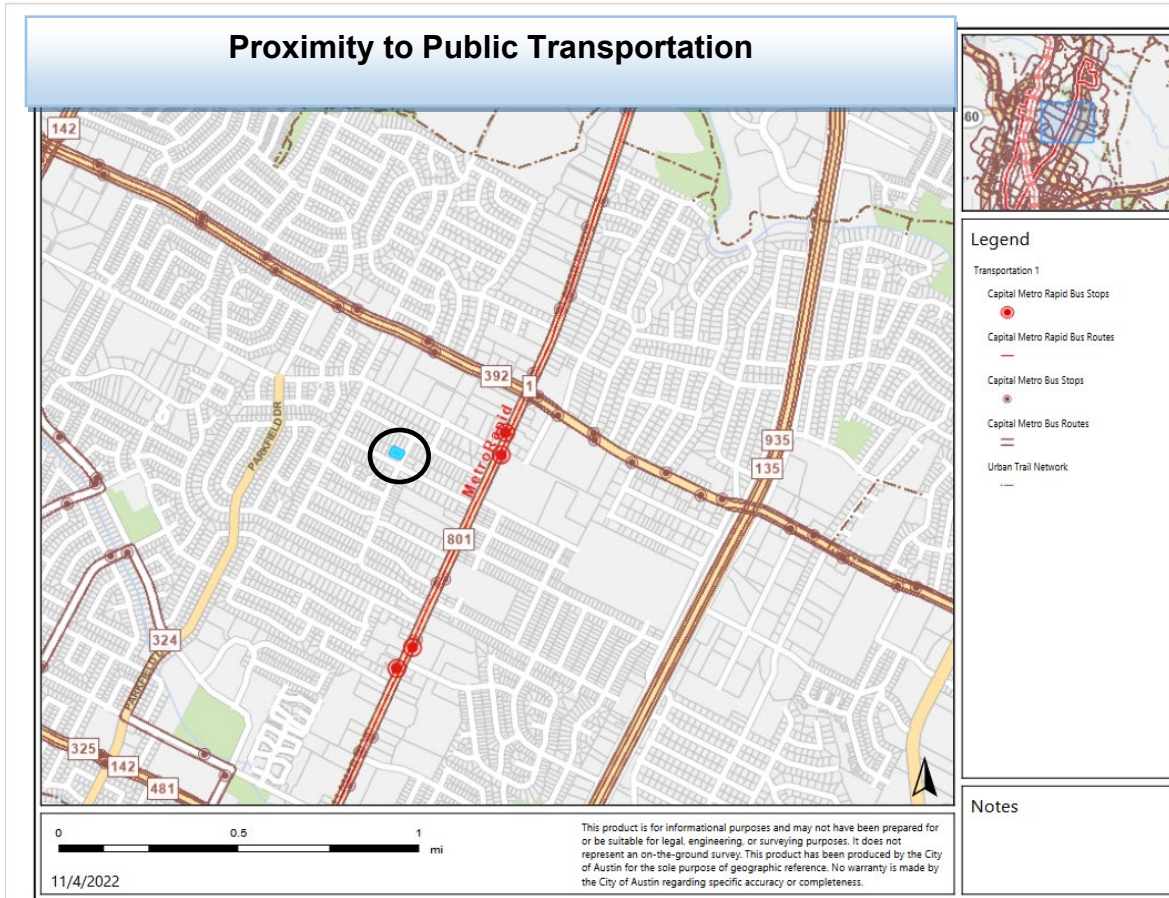 Proximity to Public Transportation
142
60
392
1
MetroRapid
PARKFIELD DR
935
135
801
324
325
142
481
Legend
Transportation 1
Capital Metro Rapid Bus Stops
Capital Metro Rapid Bus Routes
Capital Metro Bus Stops
Capital Metro Bus Routes
Urban Trail Network
Notes
0 0.5 1
mi
11/4/2022
This product is for informational purposes and may not have been prepared for
or be suitable for legal, engineering, or surveying purposes. It does not
represent an on-the-ground survey. This product has been produced by the City
of Austin for the sole purpose of geographic reference. No warranty is made by
the City of Austin regarding specific accuracy or completeness.